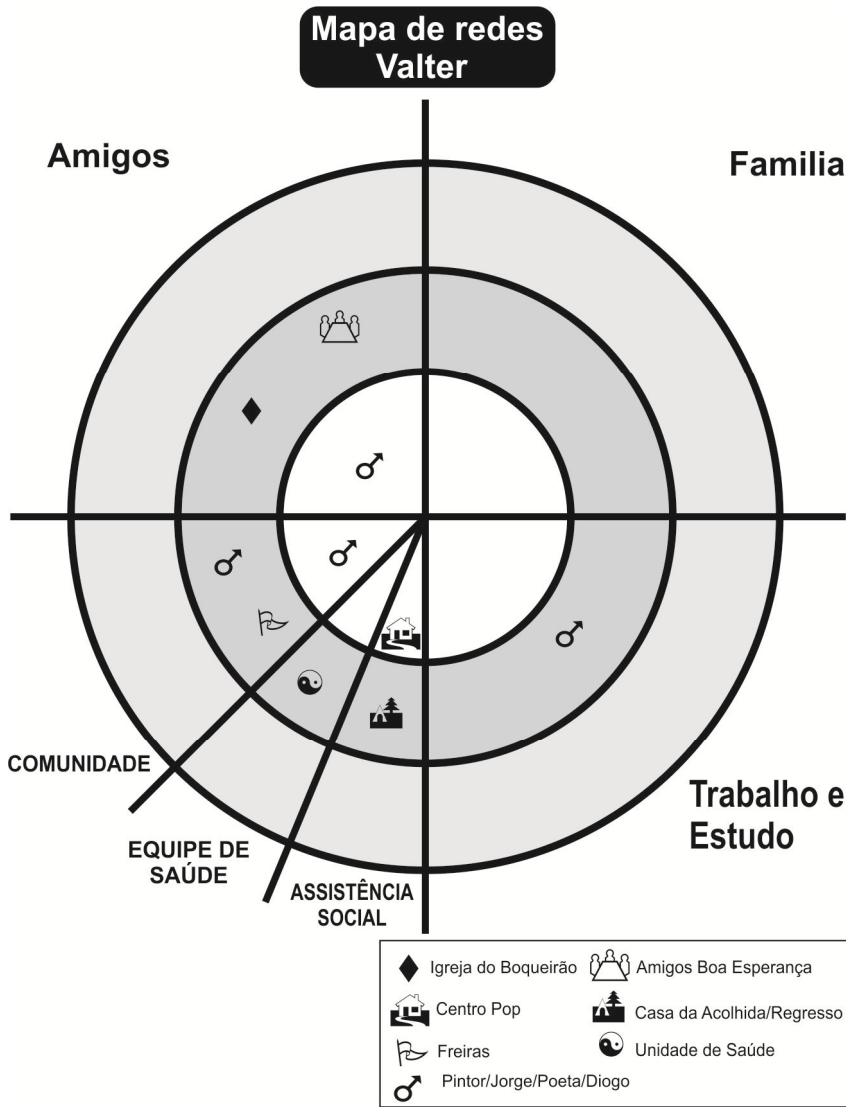 Mapa de redes
Valter
Amigos
Familia
COMUNIDADE
EQUIPE DE
SAÚDE
ASSISTÊNCIA
SOCIAL
Trabalho e
Estudo
Igreja do Boqueirão
Amigos Boa Esperança
Centro Pop
Casa da Acolhida/Regresso
Freiras
Unidade de Saúde
Pintor/Jorge/Poeta/Diogo